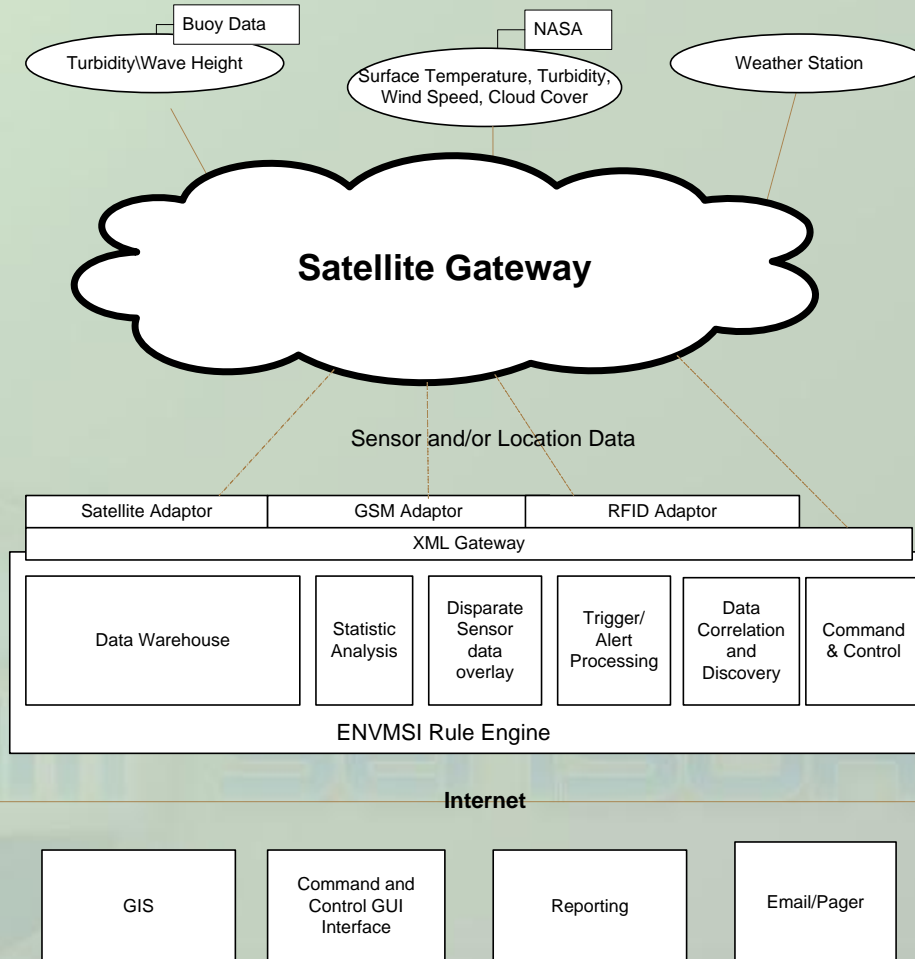 Buoy Data
Turbidity\Wave Height
NASA
Surface Temperature, Turbidity,
Wind Speed, Cloud Cover
Weather Station
Satellite Gateway
Sensor and/or Location Data
Satellite Adaptor
GSM Adaptor
RFID Adaptor
XML Gateway
Data Warehouse
Statistic
Analysis
Disparate
Sensor
data
overlay
Trigger/
Alert
Processing
Data
Correlation
and
Discovery
Command
& Control
ENVMSI Rule Engine
Internet
GIS
Command and
Control GUI
Interface
Reporting
Email/Pager